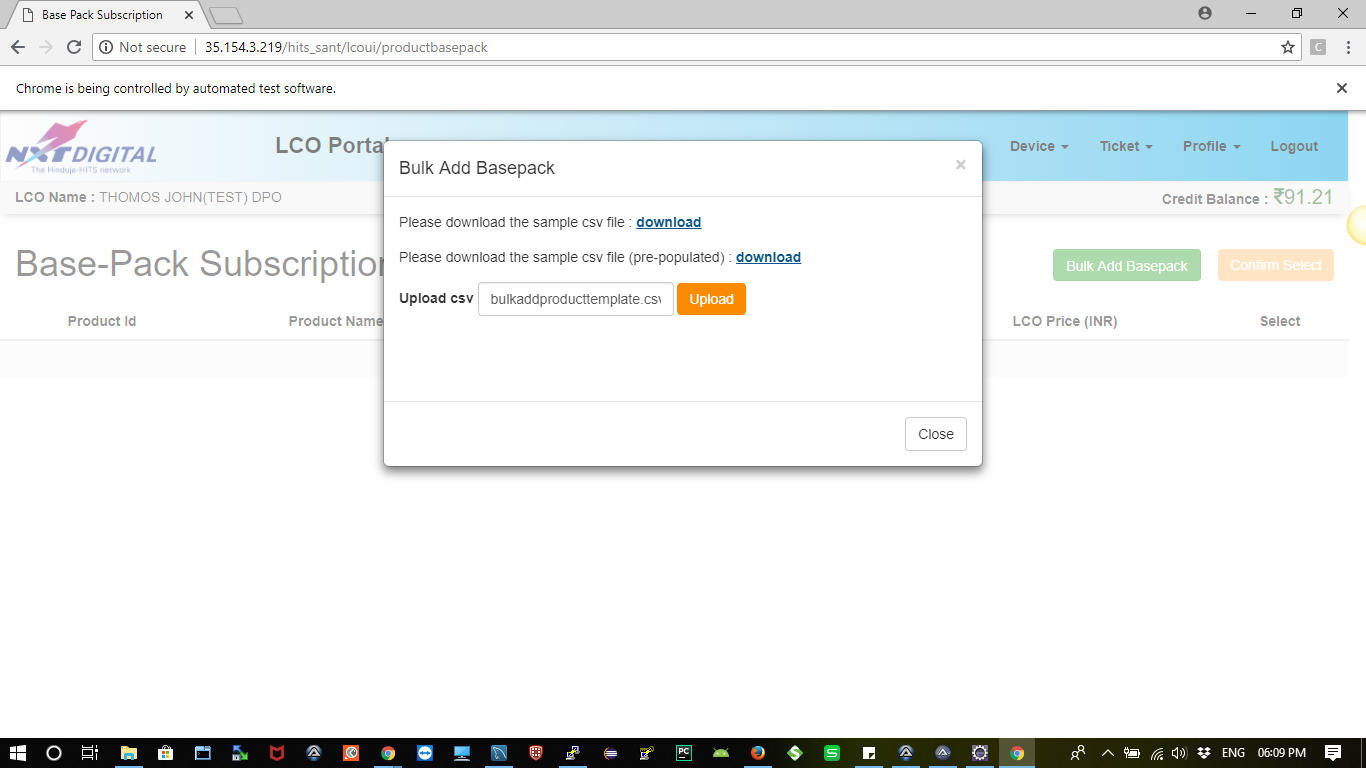 Base Pack Subscription
Not secure 35.154.3.219/hits_sant/lcoui/productbasepack
C
Chrome is being controlled by automated test software.
NXT DIGITAL
The Hinduja-HITS network
LCO Portal
Device Ticket Profile Logout
LCO Name : THOMOS JOHN(TEST) DPO
Credit Balance : ₹91.21
Base-Pack Subscription
Bulk Add Basepack Confirm Select
Product Id Product Name LCO Price (INR) Select
Bulk Add Basepack ×
Please download the sample csv file : download
Please download the sample csv file (pre-populated) : download
Upload csv bulkaddproducttemplate.csv Upload
Close
PC
S
ENG 06:09 PM